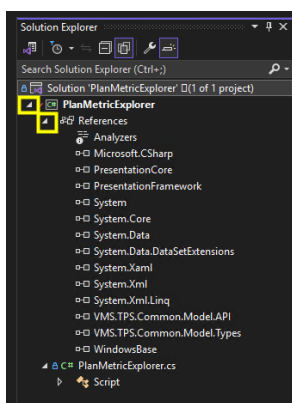 Solution Explorer
Search Solution Explorer (Ctrl+;)
Solution 'PlanMetricExplorer' (1 of 1 project)
C# PlanMetricExplorer
References
Analyzers
Microsoft.CSharp
PresentationCore
PresentationFramework
System
System.Core
System.Data
System.Data.DataSetExtensions
System.Xaml
System.Xml
System.Xml.Linq
VMS.TPS.Common.Model.API
VMS.TPS.Common.Model.Types
WindowsBase
C# PlanMetricExplorer.cs
Script